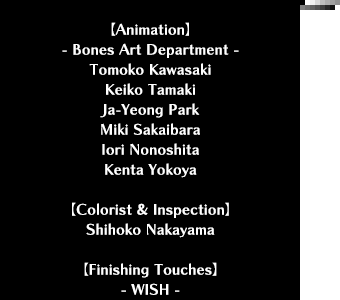 【Animation】
- Bones Art Department -
Tomoko Kawasaki
Keiko Tamaki
Ja-Yeong Park
Miki Sakaibara
Iori Nonoshita
Kenta Yokoya
【Colorist & Inspection】
Shihoko Nakayama
【Finishing Touches】
- WISH -